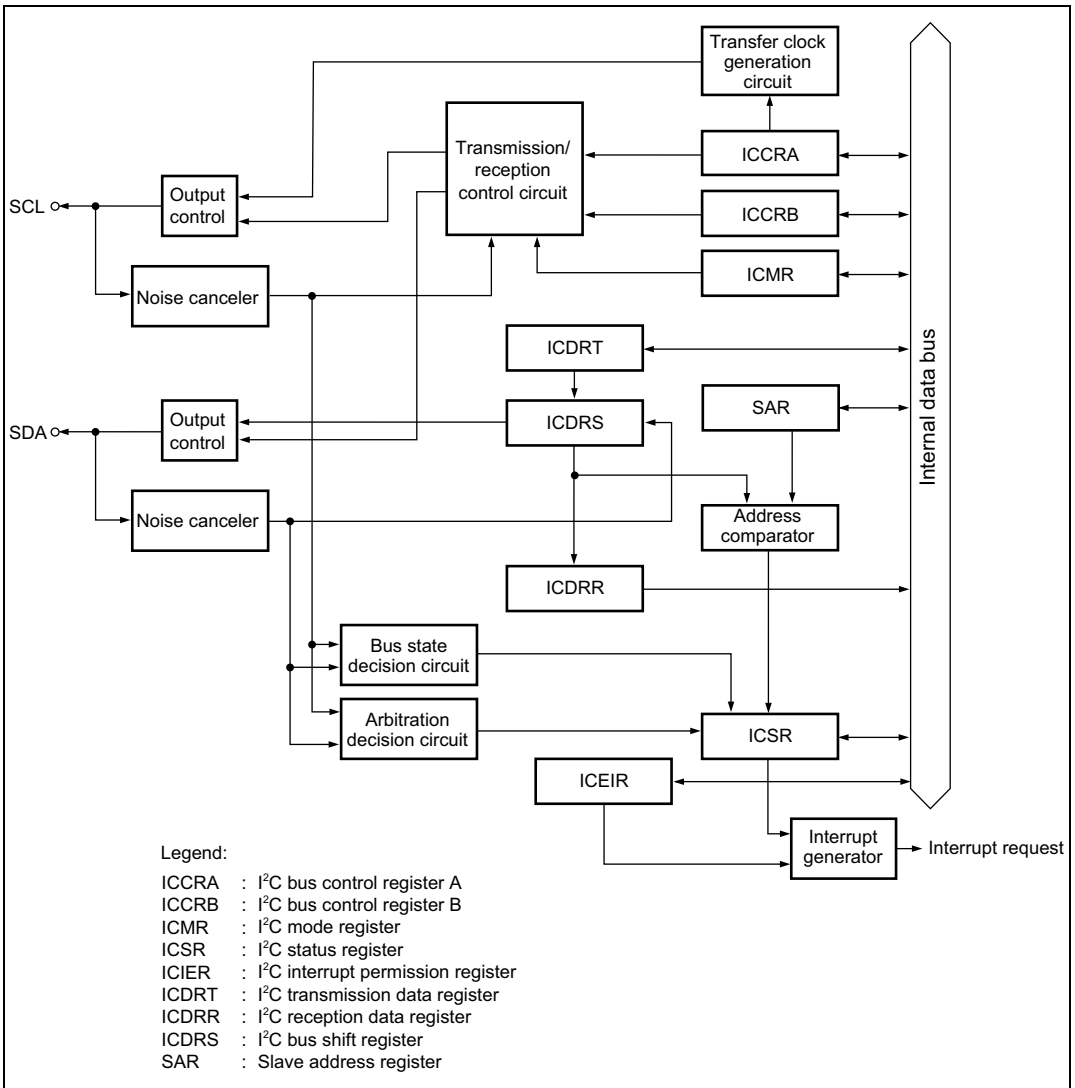 Transfer clock
generation
circuit
Transmission/
reception
control circuit
ICCRA
SCL
Output
control
ICCRB
ICMR
Noise canceler
ICDRT
Internal data bus
SDA
Output
control
ICDRS
SAR
Noise canceler
Address
comparator
ICDRR
Bus state
decision circuit
Arbitration
decision circuit
ICSR
ICEIR
Interrupt
generator
Interrupt request
Legend:
ICCRA : I²C bus control register A
ICCRB : I²C bus control register B
ICMR : I²C mode register
ICSR : I²C status register
ICIER : I²C interrupt permission register
ICDRT : I²C transmission data register
ICDRR : I²C reception data register
ICDRS : I²C bus shift register
SAR : Slave address register